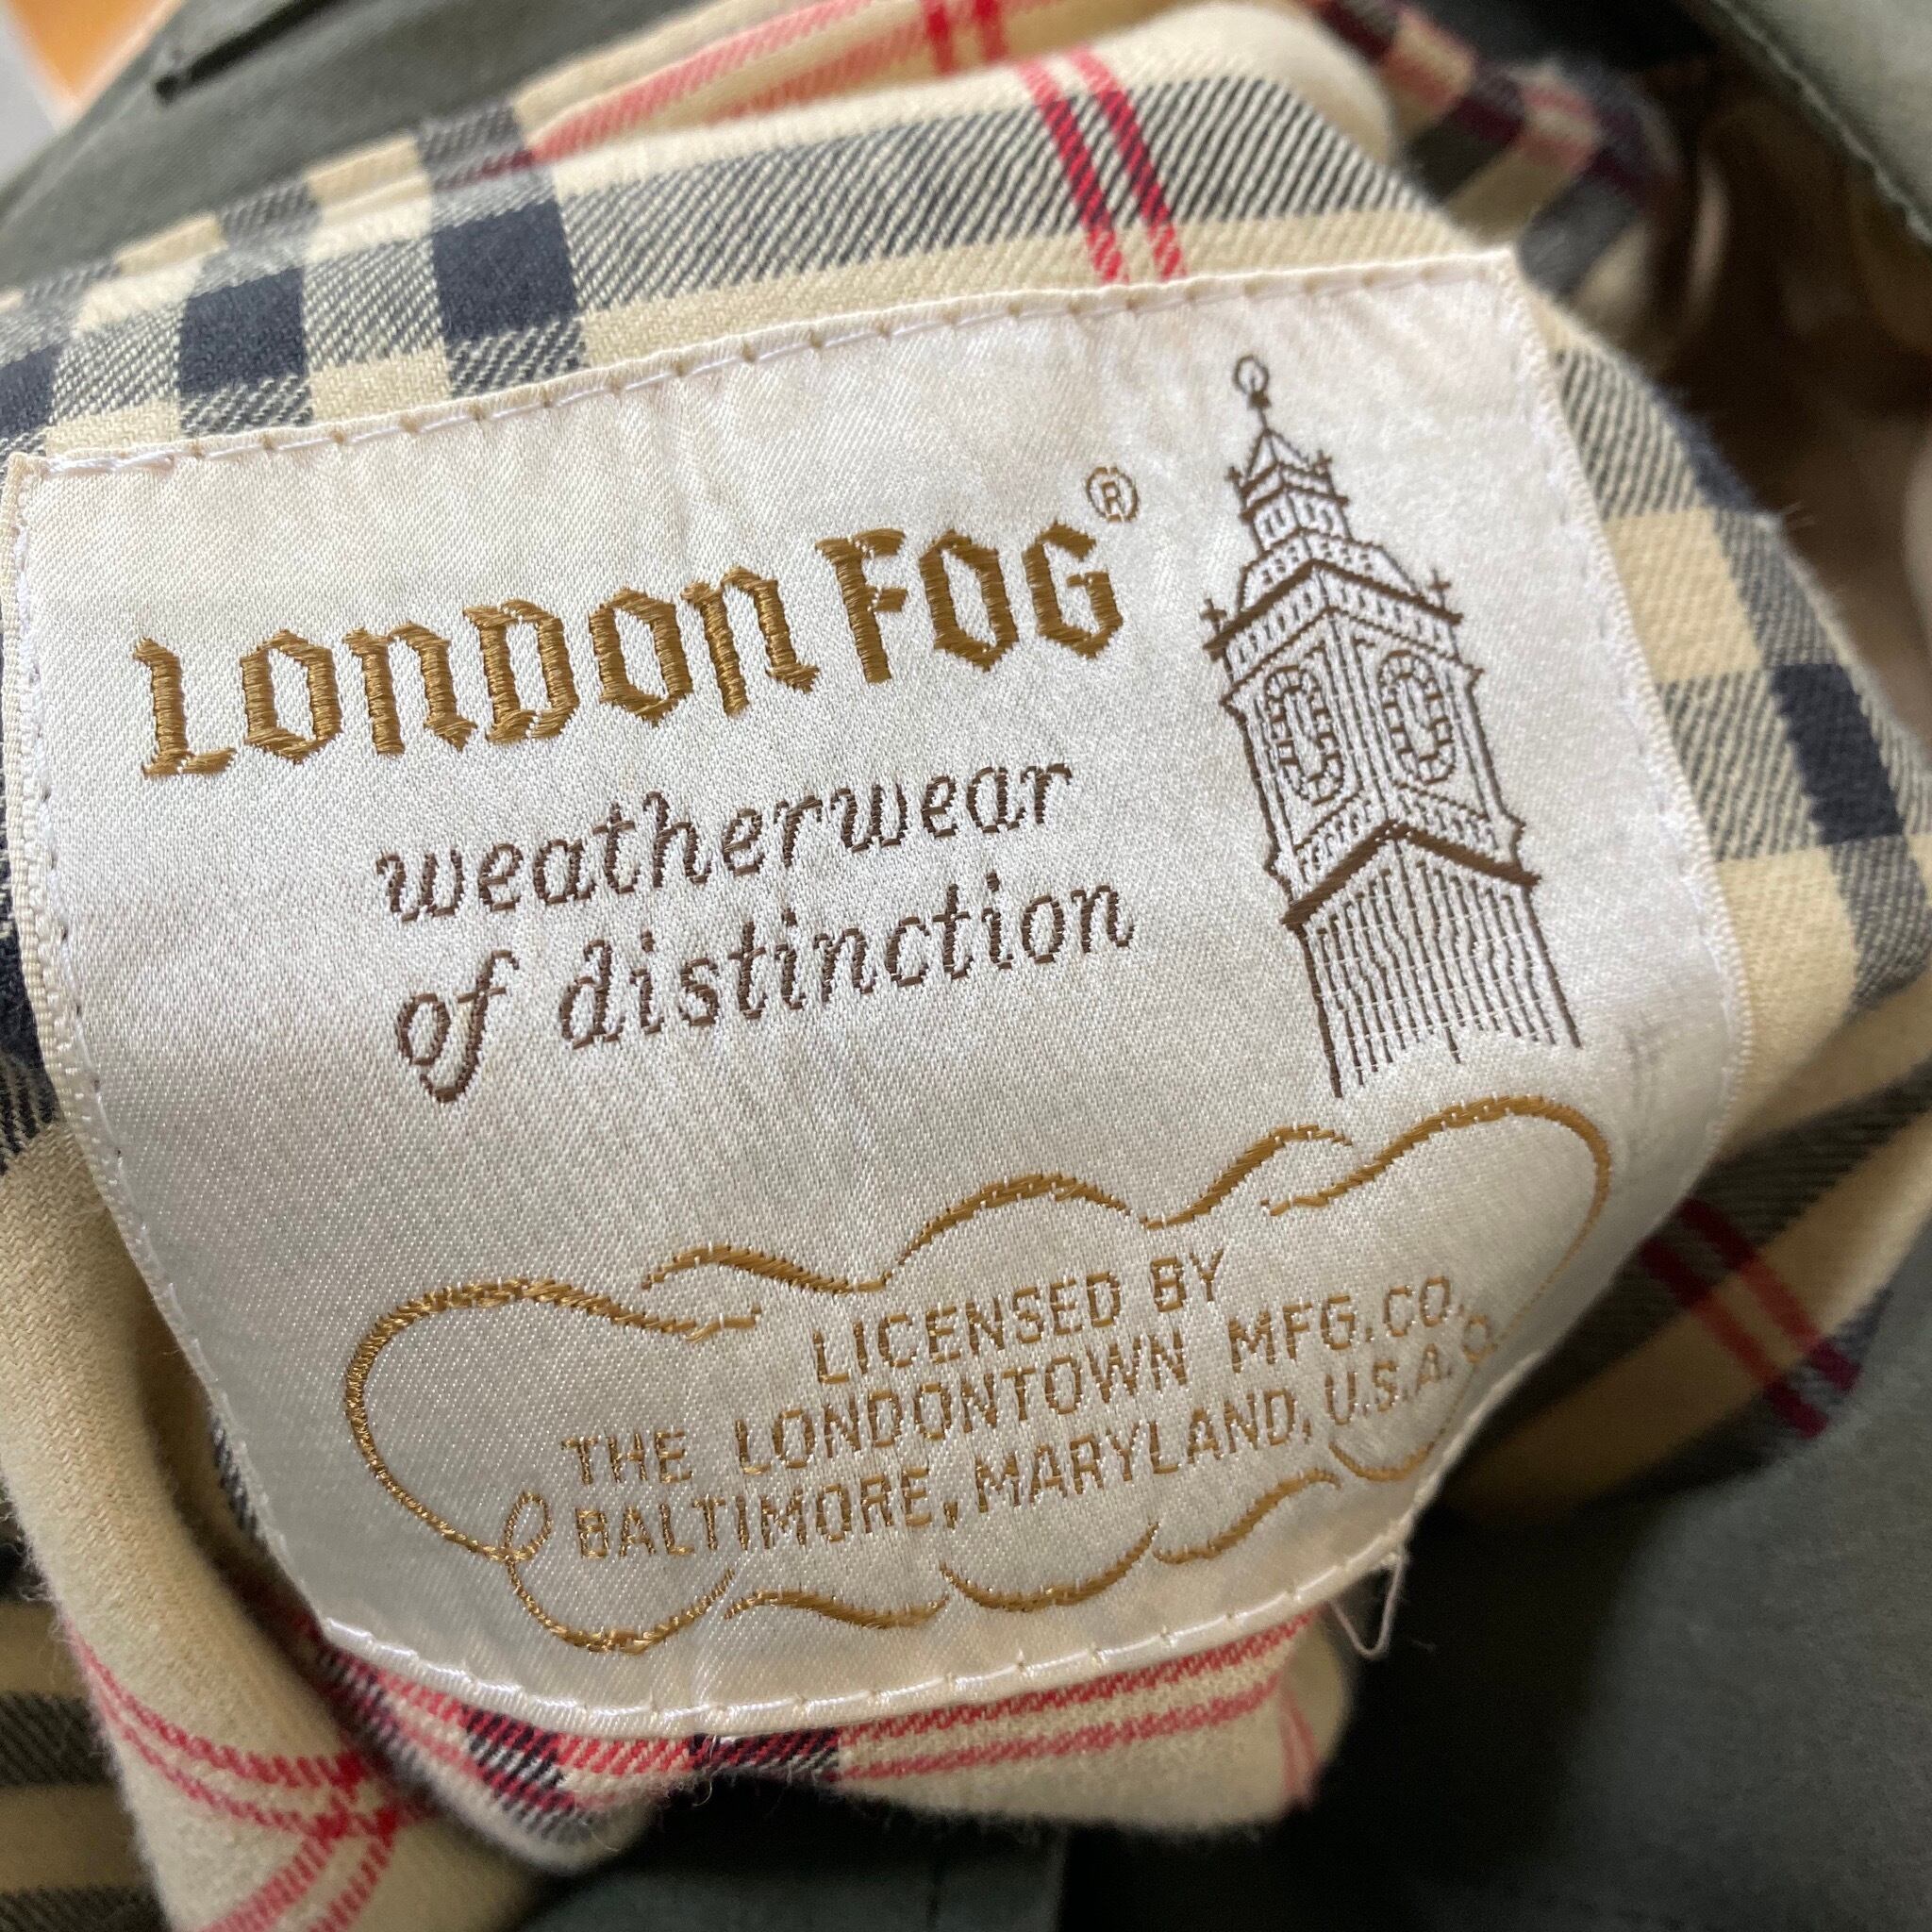 LONDON FOG®
weatherwear
of distinction
LICENSED BY
THE LONDONTOWN MFG. CO.
BALTIMORE, MARYLAND, U.S.A.